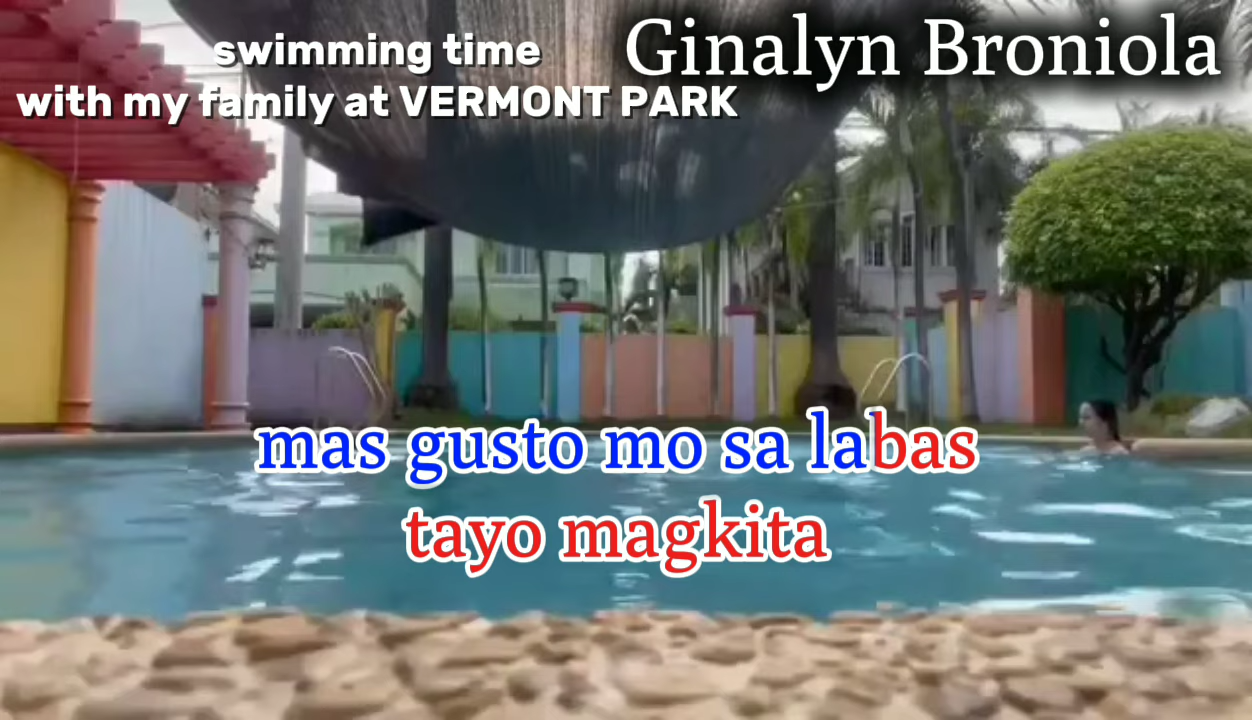 swimming time
with my family at VERMONT PARK
Ginalyn Broniola
mas gusto mo sa labas
tayo magkita